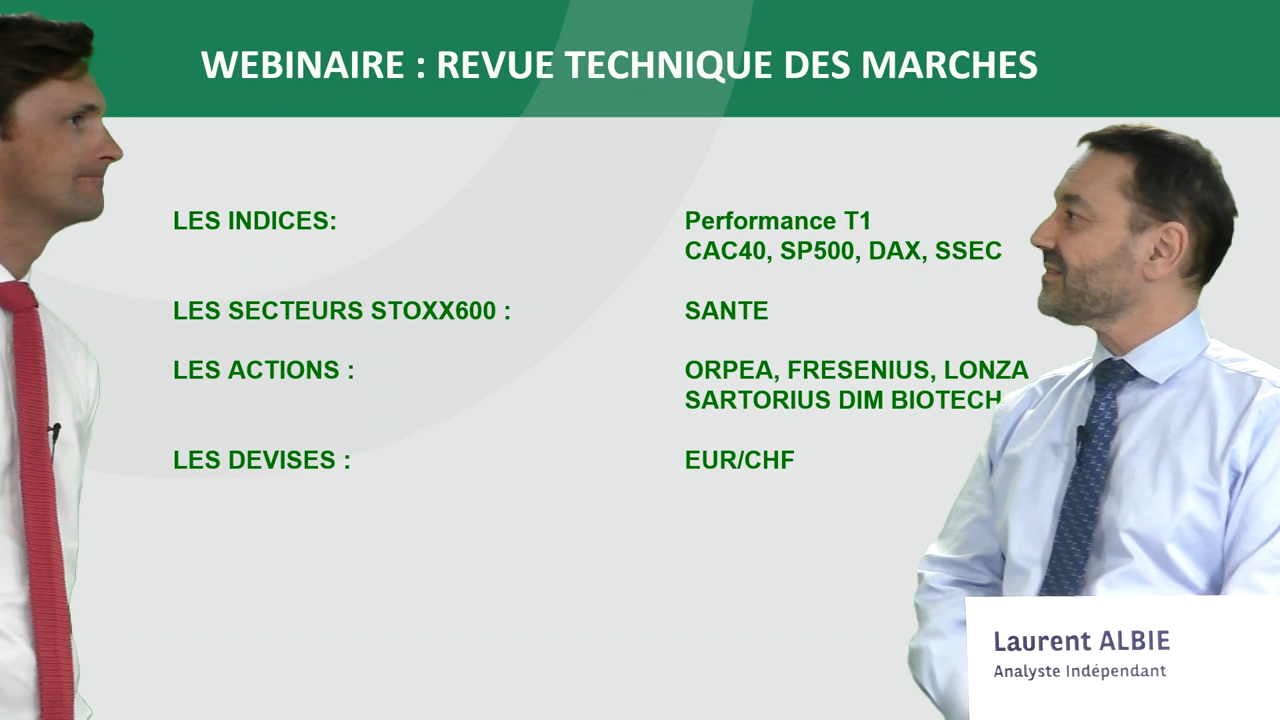 WEBINAIRE : REVUE TECHNIQUE DES MARCHES
LES INDICES: Performance T1
CAC40, SP500, DAX, SSEC
LES SECTEURS STOXX600 : SANTE
LES ACTIONS : ORPEA, FRESENIUS, LONZA
SARTORIUS DIM BIOTECH
LES DEVISES : EUR/CHF
Laurent ALBIE
Analyste Indépendant